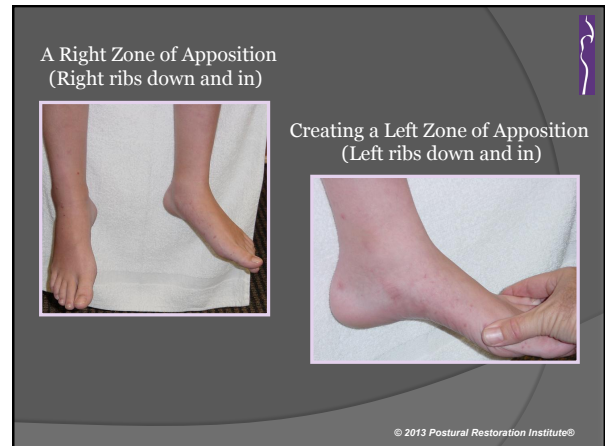 A Right Zone of Apposition
(Right ribs down and in)
Creating a Left Zone of Apposition
(Left ribs down and in)
© 2013 Postural Restoration Institute®